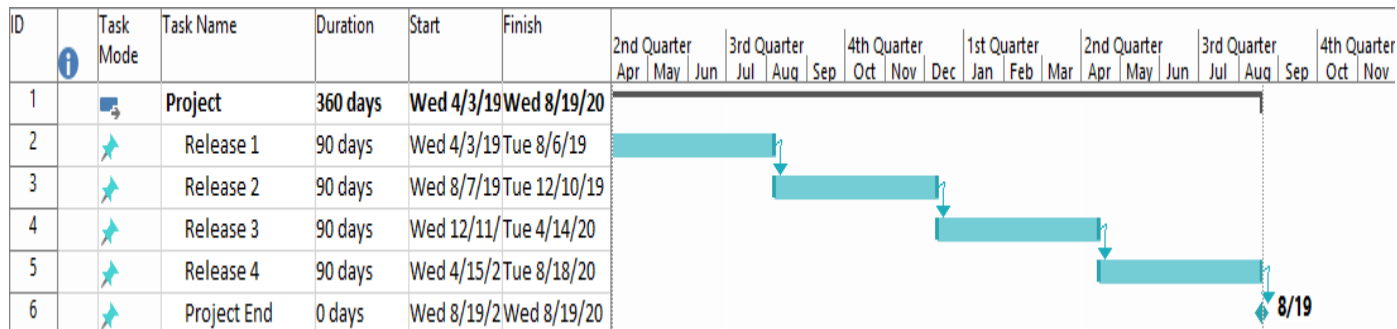 ID Task Mode Task Name Duration Start Finish
2nd Quarter 3rd Quarter 4th Quarter 1st Quarter 2nd Quarter 3rd Quarter 4th Quarter
Apr May Jun Jul Aug Sep Oct Nov Dec Jan Feb Mar Apr May Jun Jul Aug Sep Oct Nov
1 Project 360 days Wed 4/3/19 Wed 8/19/20
2 Release 1 90 days Wed 4/3/19 Tue 8/6/19
3 Release 2 90 days Wed 8/7/19 Tue 12/10/19
4 Release 3 90 days Wed 12/11/ Tue 4/14/20
5 Release 4 90 days Wed 4/15/2 Tue 8/18/20
6 Project End 0 days Wed 8/19/2 Wed 8/19/20
8/19